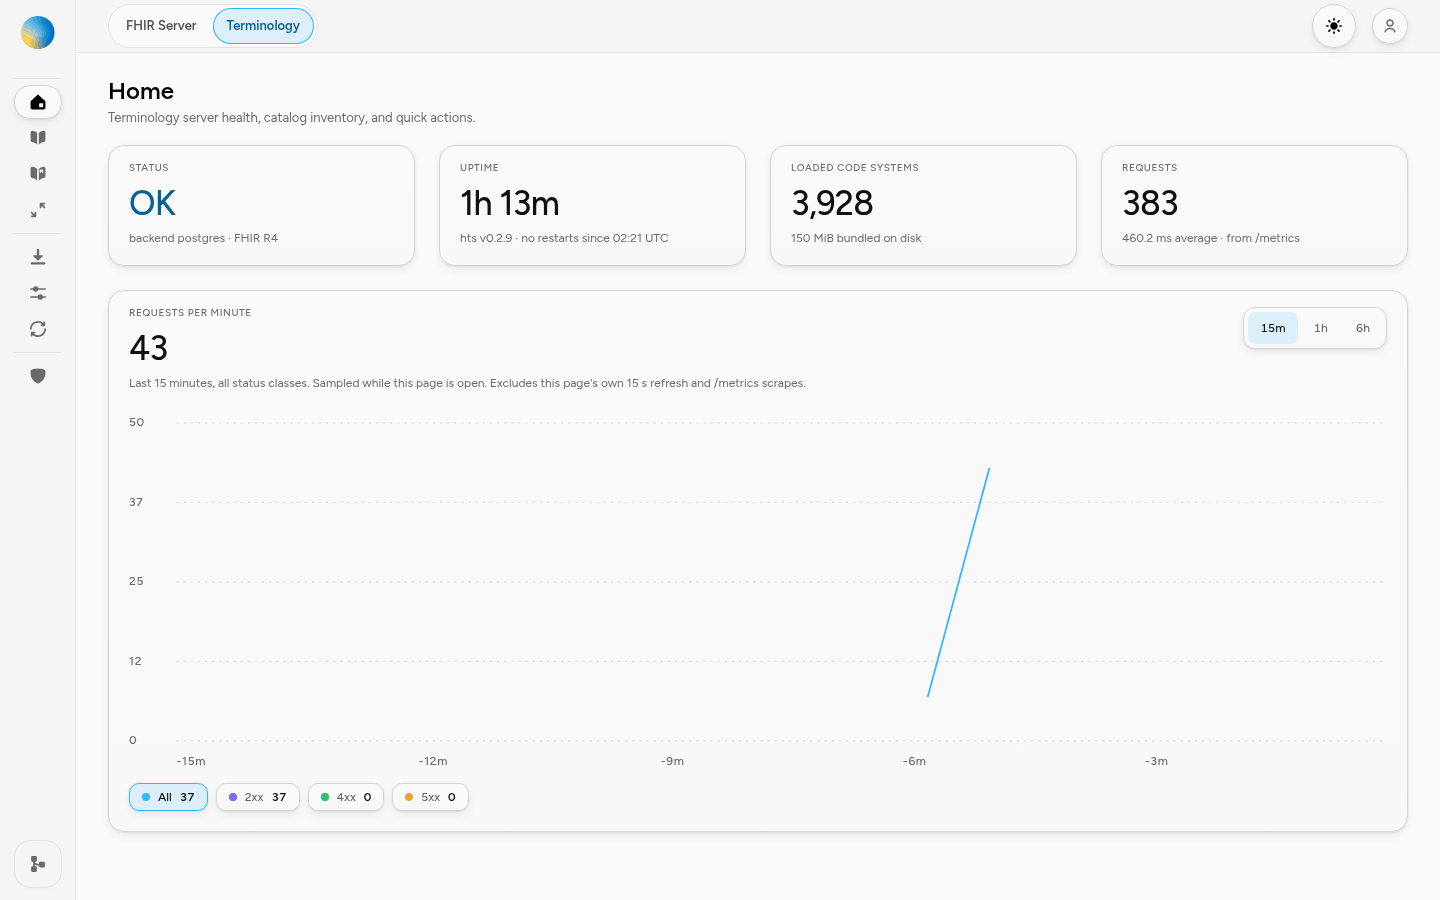 FHIR Server Terminology
Home
Terminology server health, catalog inventory, and quick actions.
STATUS
OK
backend postgres · FHIR R4
UPTIME
1h 13m
hts v0.2.9 · no restarts since 02:21 UTC
LOADED CODE SYSTEMS
3,928
150 MiB bundled on disk
REQUESTS
383
460.2 ms average · from /metrics
REQUESTS PER MINUTE
43
15m 1h 6h
Last 15 minutes, all status classes. Sampled while this page is open. Excludes this page's own 15 s refresh and /metrics scrapes.
50
37
25
12
0
-15m -12m -9m -6m -3m
All 37 2xx 37 4xx 0 5xx 0